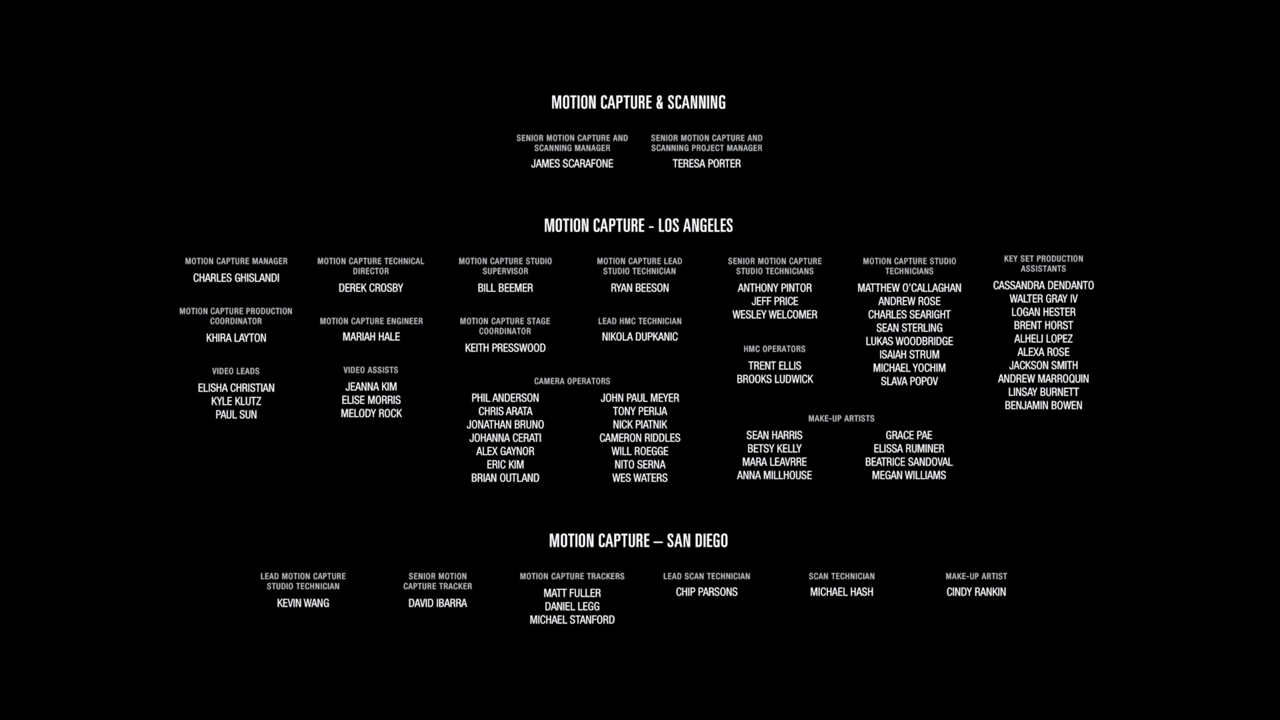 MOTION CAPTURE & SCANNING
SENIOR MOTION CAPTURE AND
SCANNING MANAGER
JAMES SCARAFONE
SENIOR MOTION CAPTURE AND
SCANNING PROJECT MANAGER
TERESA PORTER
MOTION CAPTURE - LOS ANGELES
MOTION CAPTURE MANAGER
CHARLES GHISLANDI
MOTION CAPTURE PRODUCTION
COORDINATOR
KHIRA LAYTON
VIDEO LEADS
ELISHA CHRISTIAN
KYLE KLUTZ
PAUL SUN
MOTION CAPTURE TECHNICAL
DIRECTOR
DEREK CROSBY
MOTION CAPTURE ENGINEER
MARIAH HALE
VIDEO ASSISTS
JEANNA KIM
ELISE MORRIS
MELODY ROCK
MOTION CAPTURE STUDIO
SUPERVISOR
BILL BEEMER
MOTION CAPTURE STAGE
COORDINATOR
KEITH PRESSWOOD
MOTION CAPTURE LEAD
STUDIO TECHNICIAN
RYAN BEESON
LEAD HMC TECHNICIAN
NIKOLA DUPKANIC
CAMERA OPERATORS
PHIL ANDERSON
CHRIS ARATA
JONATHAN BRUNO
JOHANNA CERATI
ALEX GAYNOR
ERIC KIM
BRIAN OUTLAND
JOHN PAUL MEYER
TONY PERIJA
NICK PIATNIK
CAMERON RIDDLES
WILL ROEGGE
NITO SERNA
WES WATERS
SENIOR MOTION CAPTURE
STUDIO TECHNICIANS
ANTHONY PINTOR
JEFF PRICE
WESLEY WELCOMER
HMC OPERATORS
TRENT ELLIS
BROOKS LUDWICK
MOTION CAPTURE STUDIO
TECHNICIANS
MATTHEW O'CALLAGHAN
ANDREW ROSE
CHARLES SEARIGHT
SEAN STERLING
LUKAS WOODBRIDGE
ISAIAH STRUM
MICHAEL YOCHIM
SLAVA POPOV
MAKE-UP ARTISTS
SEAN HARRIS
BETSY KELLY
MARA LEAVRRE
ANNA MILLHOUSE
GRACE PAE
ELISSA RUMINER
BEATRICE SANDOVAL
MEGAN WILLIAMS
KEY SET PRODUCTION
ASSISTANTS
CASSANDRA DENDANTO
WALTER GRAY IV
LOGAN HESTER
BRENT HORST
ALHELI LOPEZ
ALEXA ROSE
JACKSON SMITH
ANDREW MARROQUIN
LINSAY BURNETT
BENJAMIN BOWEN
MOTION CAPTURE – SAN DIEGO
LEAD MOTION CAPTURE
STUDIO TECHNICIAN
KEVIN WANG
SENIOR MOTION
CAPTURE TRACKER
DAVID IBARRA
MOTION CAPTURE TRACKERS
MATT FULLER
DANIEL LEGG
MICHAEL STANFORD
LEAD SCAN TECHNICIAN
CHIP PARSONS
SCAN TECHNICIAN
MICHAEL HASH
MAKE-UP ARTIST
CINDY RANKIN